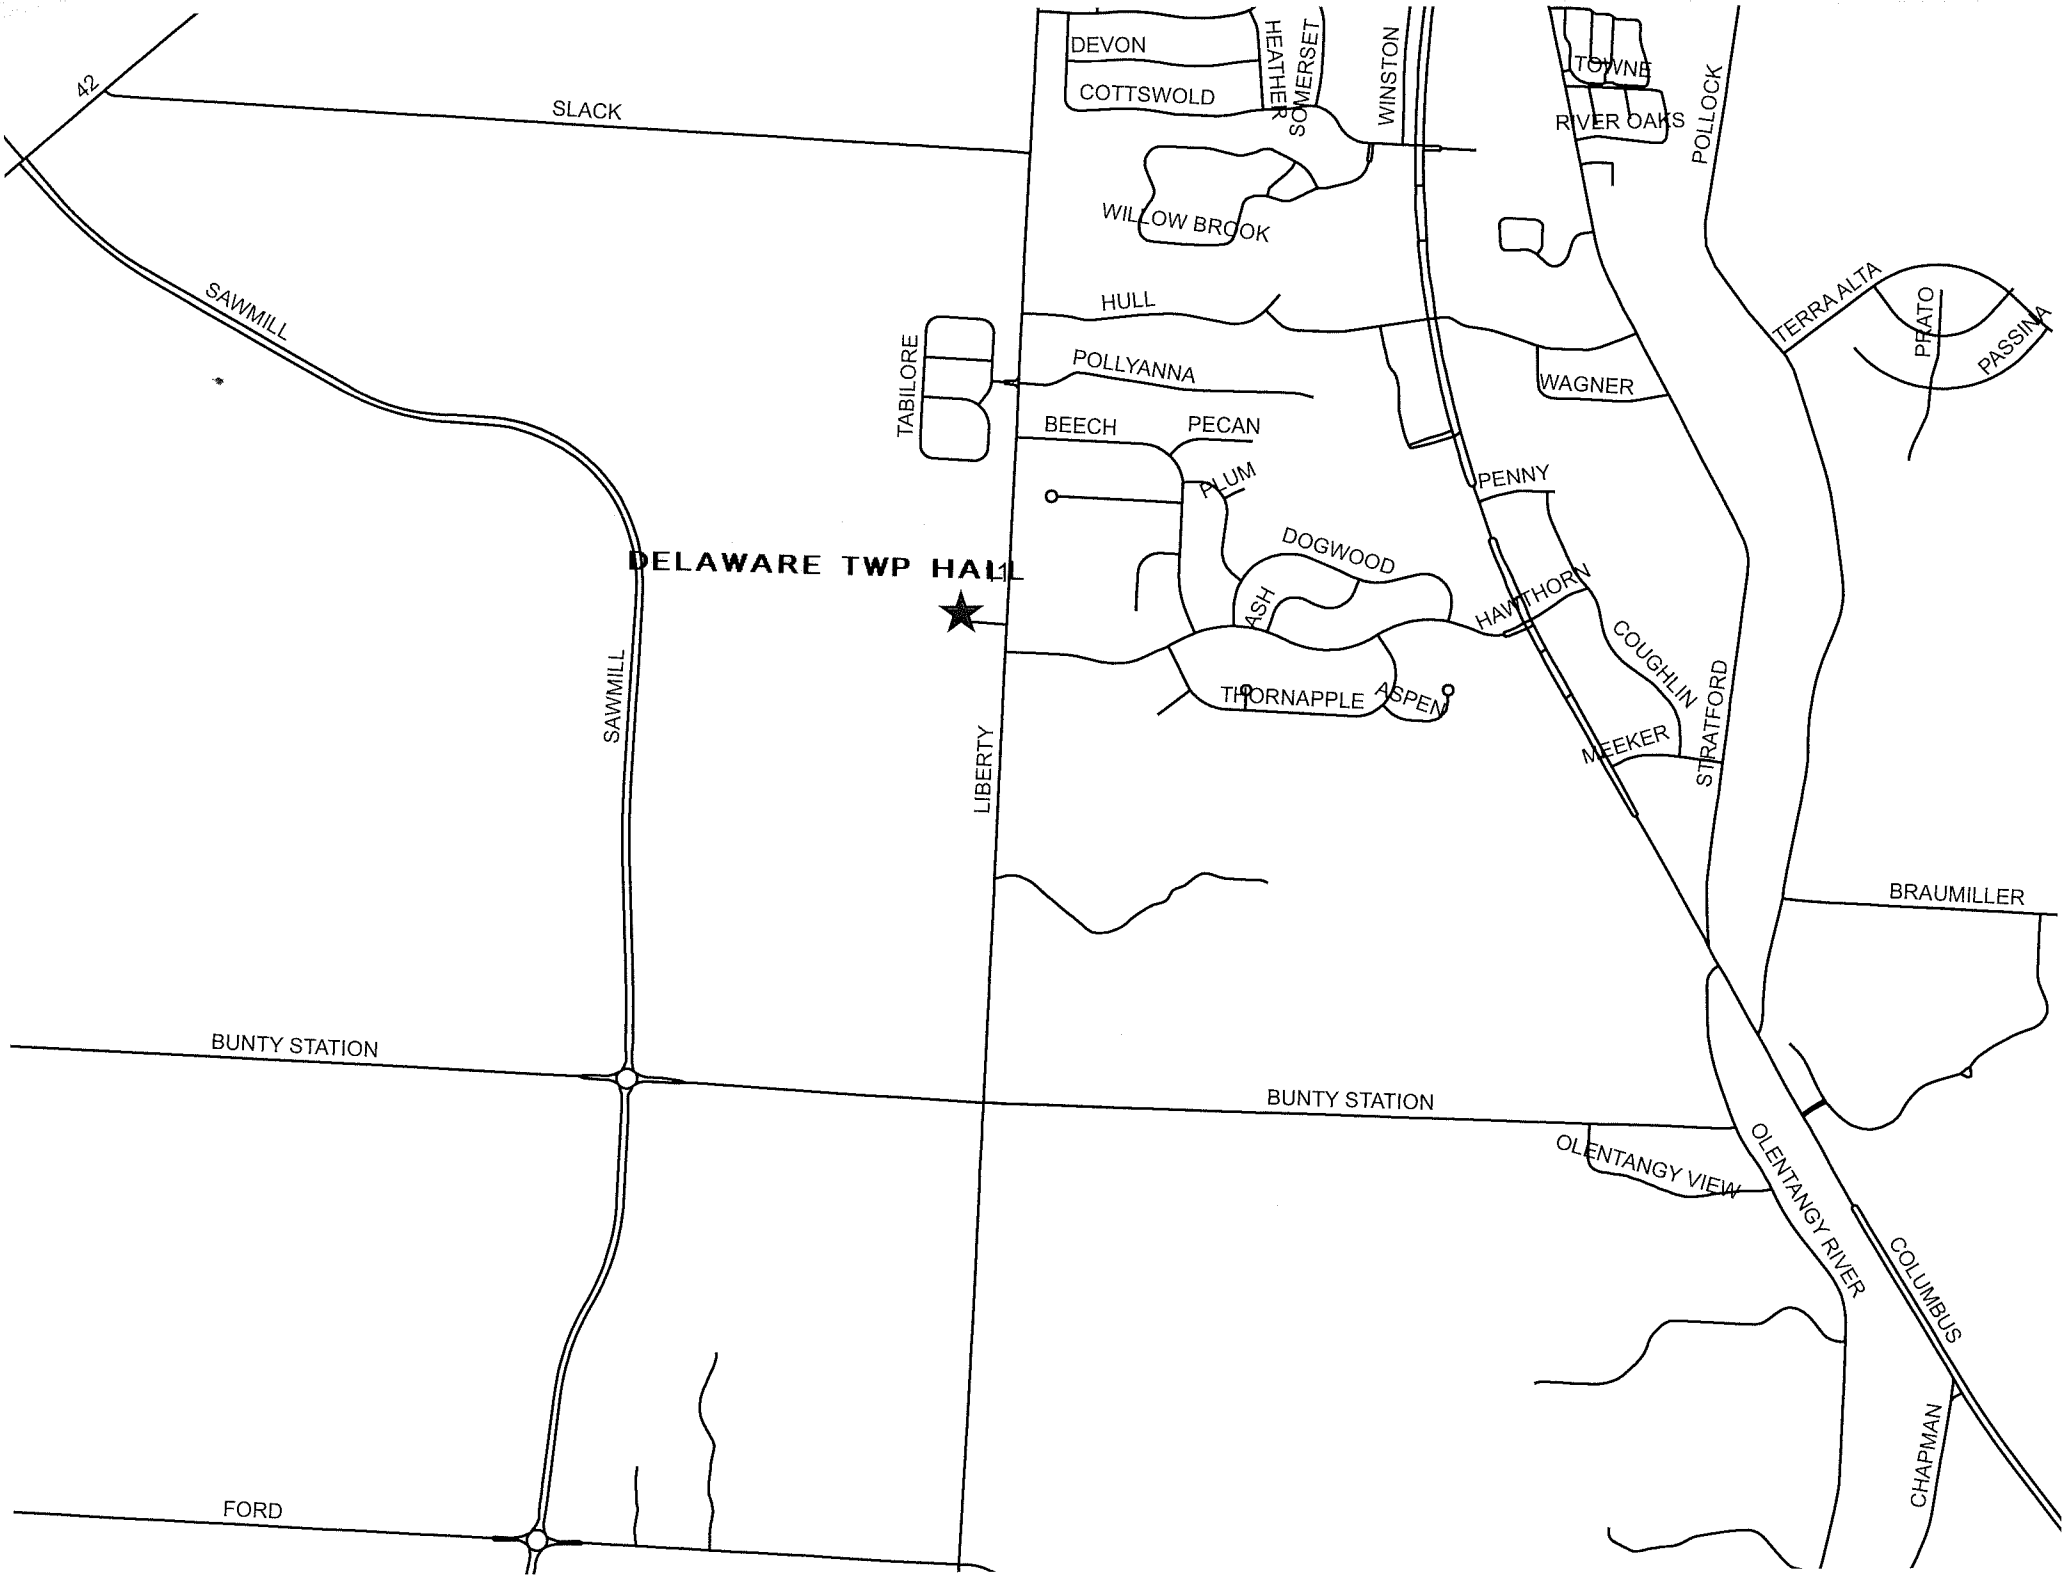 DEVON
HEATHER
SOMERSET
WINSTON
TOWNE
POLLOCK
42
SLACK
COTTSWOLD
RIVER OAKS
WILLOW BROOK
SAWMILL
HULL
TERRA ALTA
PRATO
PASSINA
TABILORE
POLLYANNA
WAGNER
BEECH
PECAN
PLUM
PENNY
DOGWOOD
DELAWARE TWP HALL
ASH
HAWTHORN
COUGHLIN
SAWMILL
THORNAPPLE
ASPEN
STRATFORD
MEEKER
LIBERTY
BRAUMILLER
BUNTY STATION
BUNTY STATION
OLENTANGY VIEW
OLENTANGY RIVER
COLUMBUS
CHAPMAN
FORD